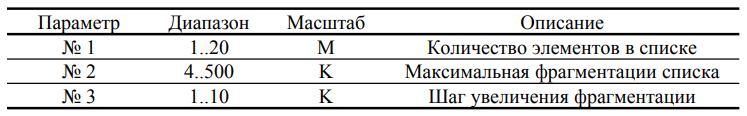 Параметр Диапазон Масштаб Описание
№ 1 1..20 М Количество элементов в списке
№ 2 4..500 К Максимальная фрагментации списка
№ 3 1..10 К Шаг увеличения фрагментации